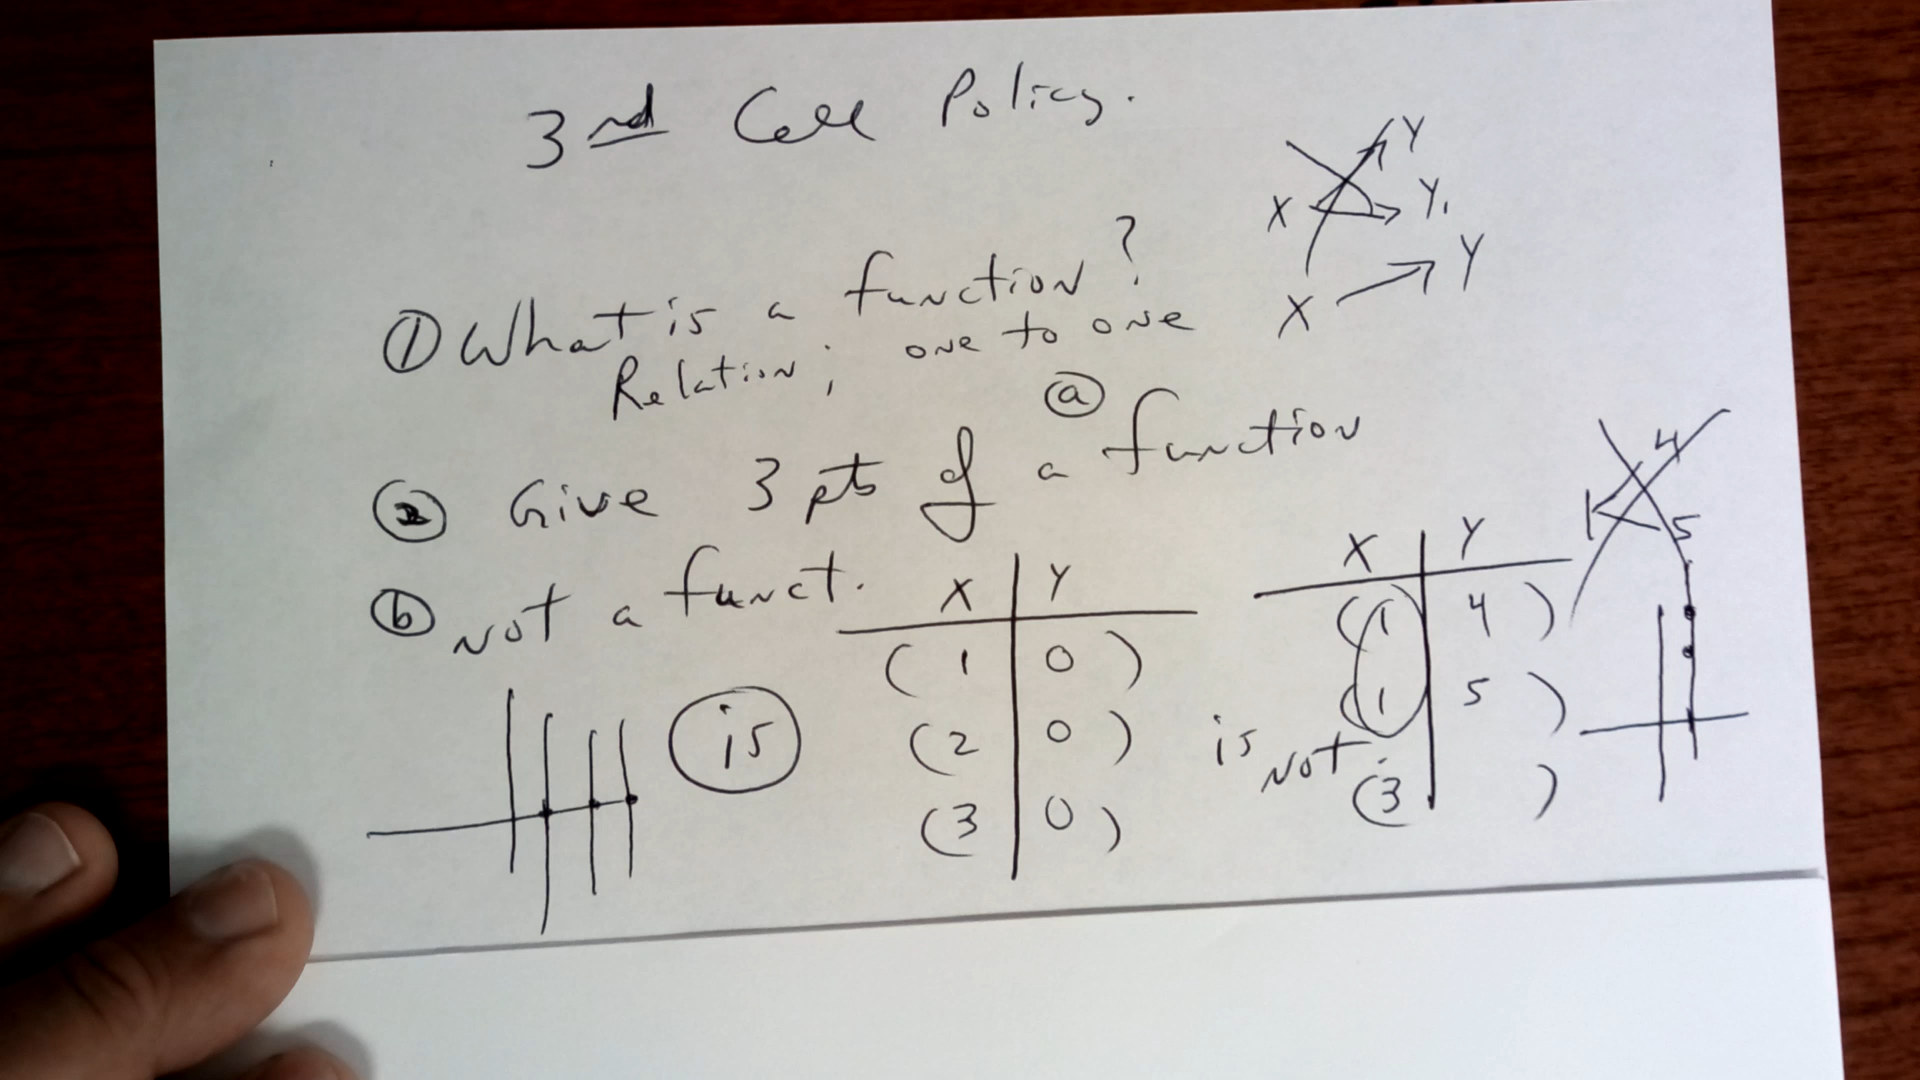 3rd Cell Policy.
X Y
Y1
X Y
① What is a function?
Relation; one to one
② Give 3 pts of a function
ⓐ
ⓑ not a funct.
X Y
(1 0)
(2 0)
(3 0)
is
X Y
(1 4)
(1 5)
(3 )
is not
1 4
5